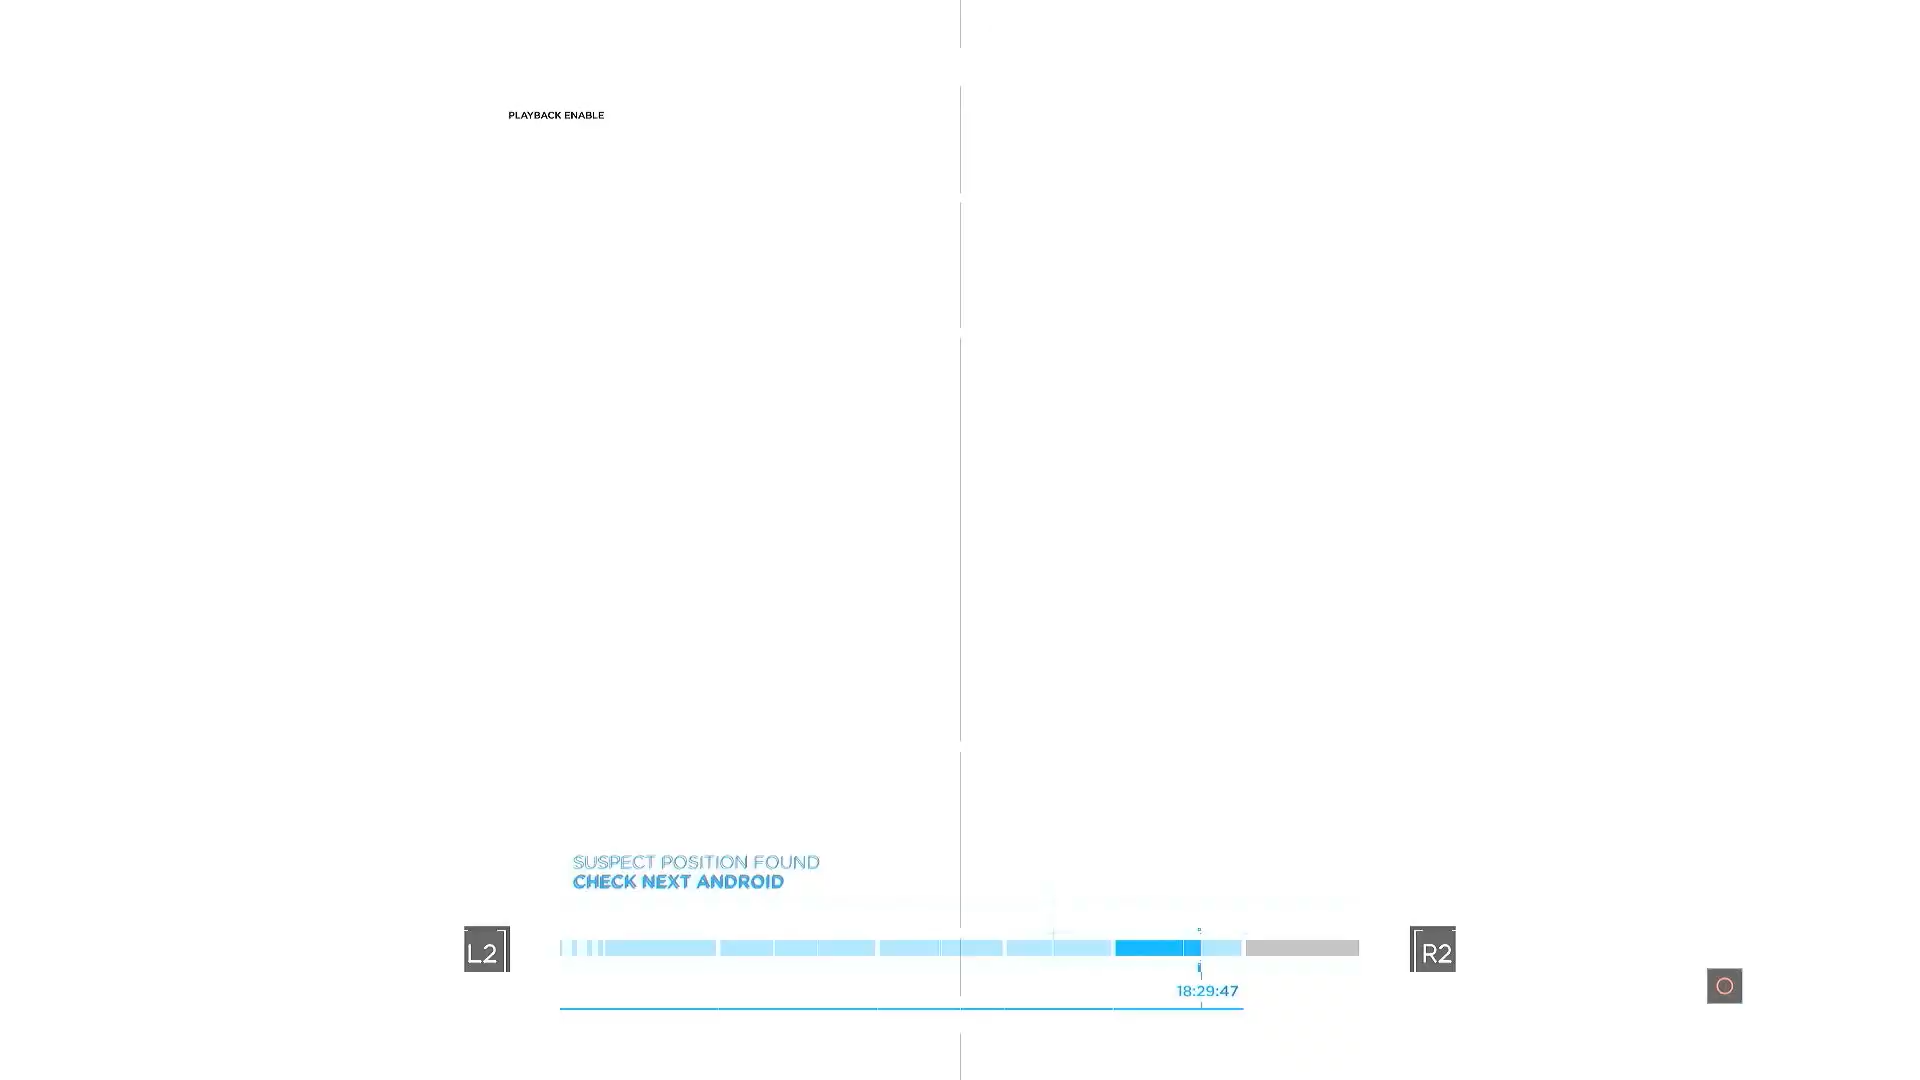 PLAYBACK ENABLE
SUSPECT POSITION FOUND
CHECK NEXT ANDROID
L2
R2
18:29:47